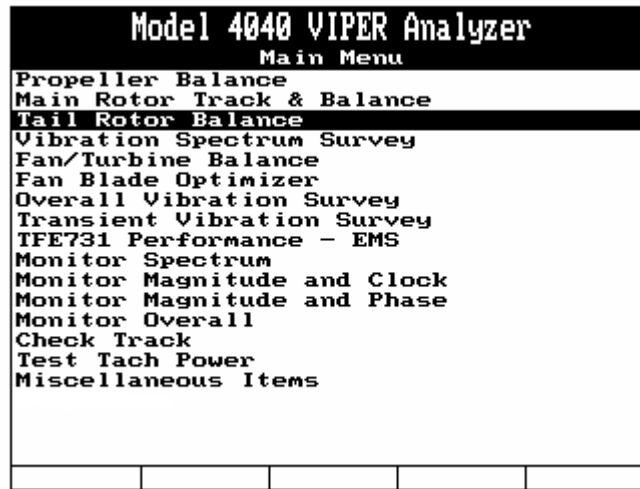 Model 4040 VIPER Analyzer
Main Menu
Propeller Balance
Main Rotor Track & Balance
Tail Rotor Balance
Vibration Spectrum Survey
Fan/Turbine Balance
Fan Blade Optimizer
Overall Vibration Survey
Transient Vibration Survey
TFE731 Performance - EMS
Monitor Spectrum
Monitor Magnitude and Clock
Monitor Magnitude and Phase
Monitor Overall
Check Track
Test Tach Power
Miscellaneous Items